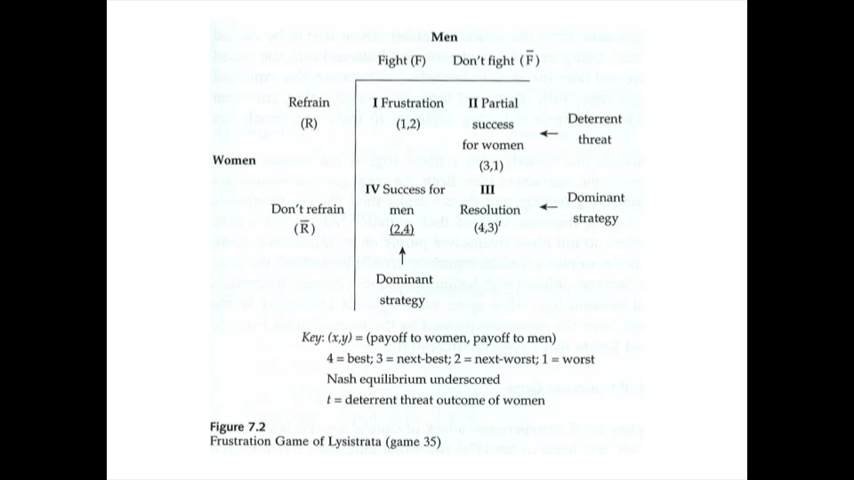 Men
Fight (F) Don't fight (F̅)
Refrain I Frustration II Partial Deterrent
(R) (1,2) success threat
for women
Women (3,1)
IV Success for III Dominant
Don't refrain men Resolution strategy
(R̅) (2,4) (4,3)ᵗ
Dominant
strategy
Key: (x,y) = (payoff to women, payoff to men)
4 = best; 3 = next-best; 2 = next-worst; 1 = worst
Nash equilibrium underscored
t = deterrent threat outcome of women
Figure 7.2
Frustration Game of Lysistrata (game 35)